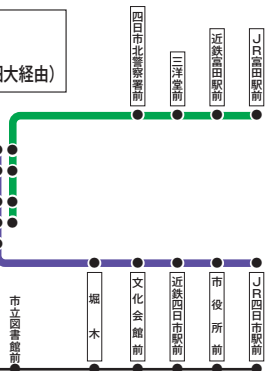 大経由）
四日市北警察署前
三洋堂前
近鉄富田駅前
ＪＲ富田駅前
市立図書館前
堀木
文化会館前
近鉄四日市駅前
市役所前
ＪＲ四日市駅前